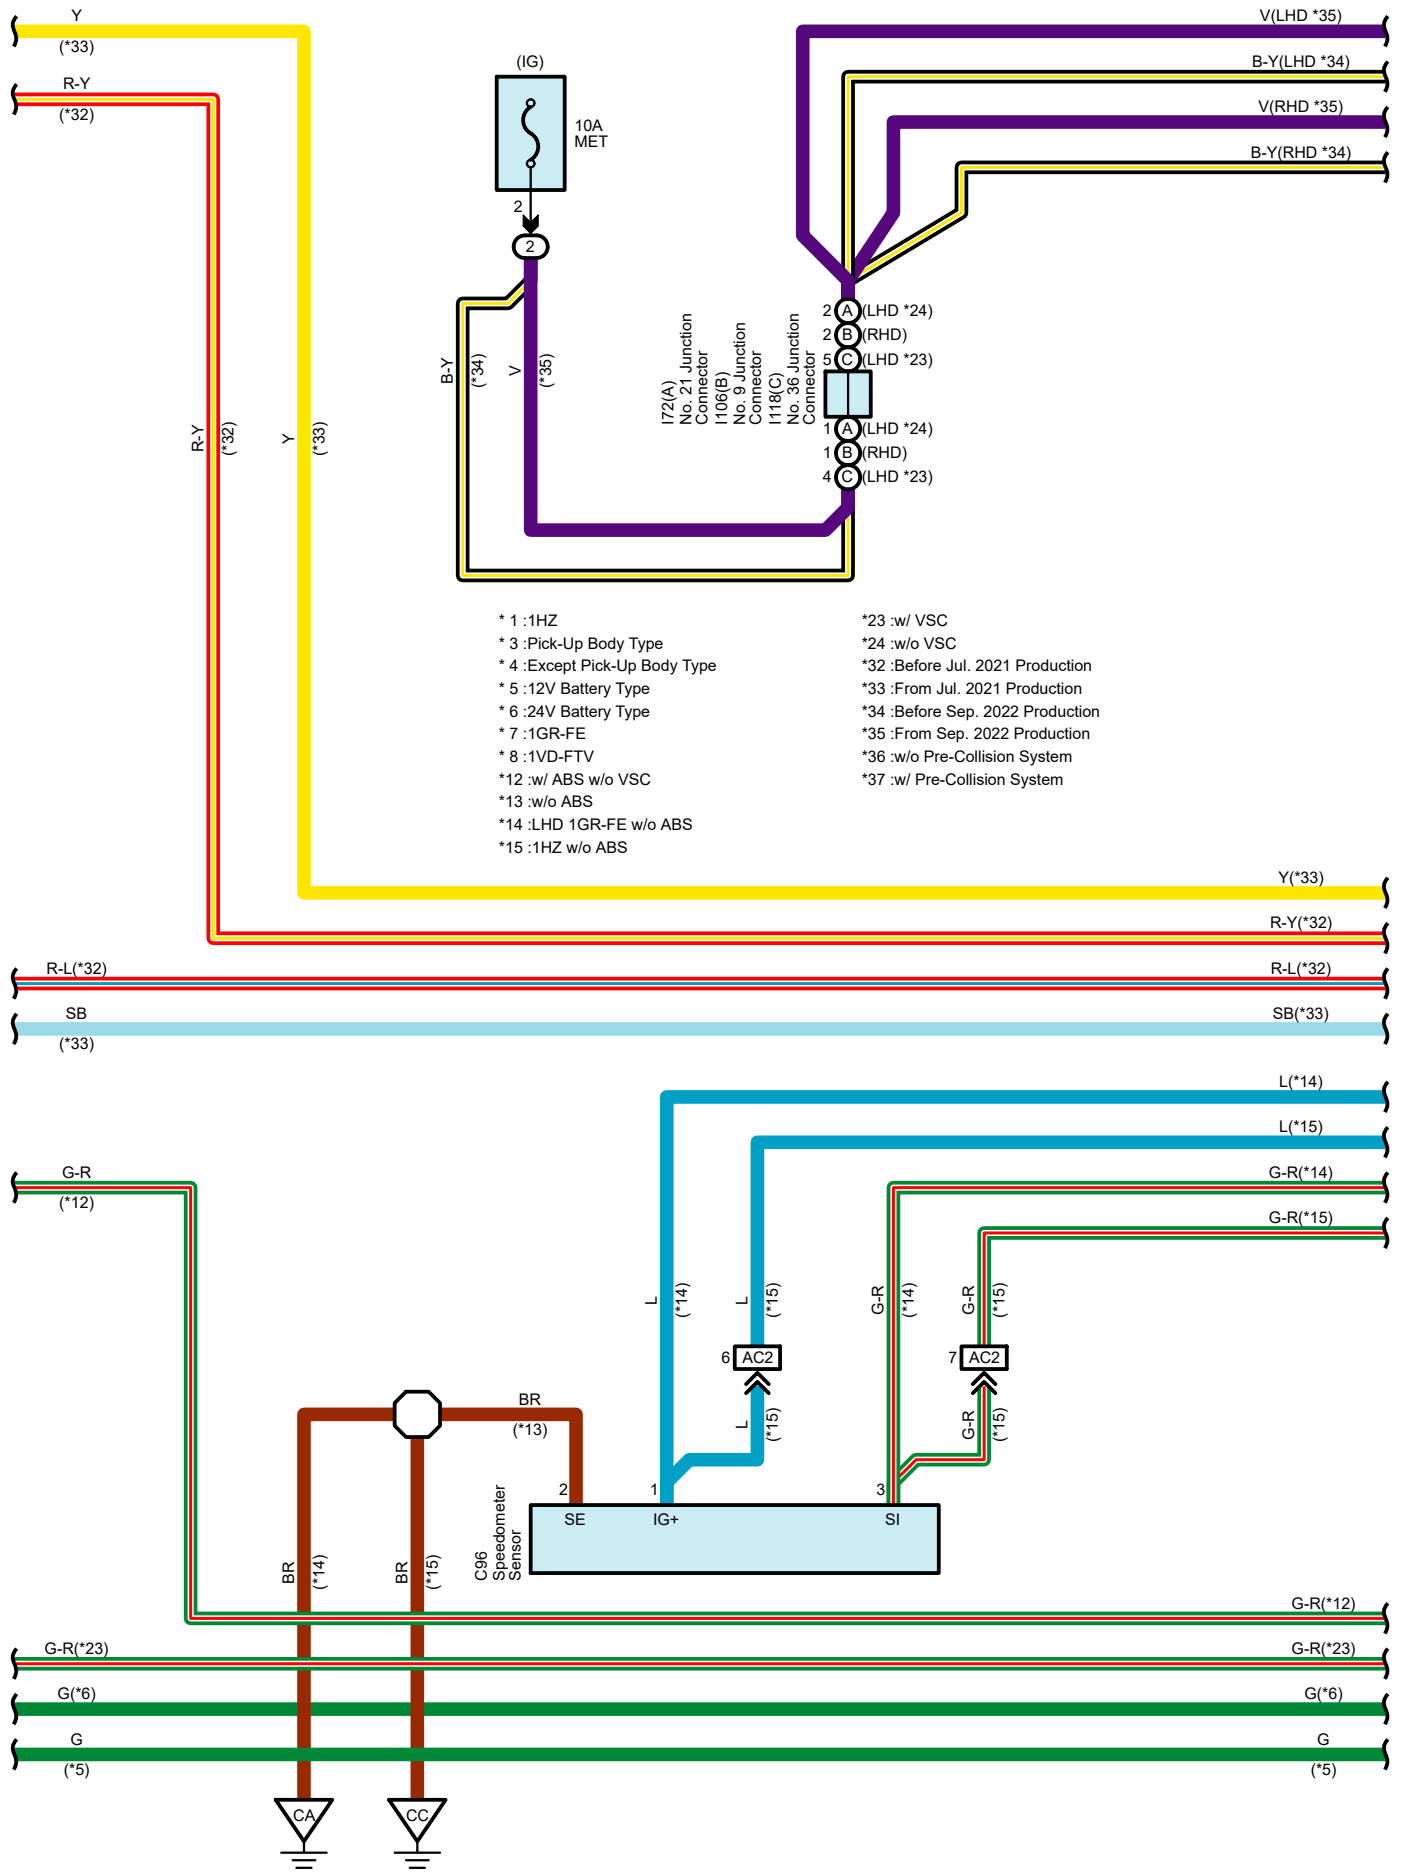 Y
(*33)
R-Y
(*32)
(IG)
10A
MET
2
2
V(LHD *35)
B-Y(LHD *34)
V(RHD *35)
B-Y(RHD *34)
R-Y
(*32)
Y
(*33)
B-Y
(*34)
V
(*35)
I72(A)
No. 21 Junction
Connector
I106(B)
No. 9 Junction
Connector
I118(C)
No. 36 Junction
Connector
2 A (LHD *24)
2 B (RHD)
5 C (LHD *23)
1 A (LHD *24)
1 B (RHD)
4 C (LHD *23)
* 1 :1HZ
* 3 :Pick-Up Body Type
* 4 :Except Pick-Up Body Type
* 5 :12V Battery Type
* 6 :24V Battery Type
* 7 :1GR-FE
* 8 :1VD-FTV
*12 :w/ ABS w/o VSC
*13 :w/o ABS
*14 :LHD 1GR-FE w/o ABS
*15 :1HZ w/o ABS
*23 :w/ VSC
*24 :w/o VSC
*32 :Before Jul. 2021 Production
*33 :From Jul. 2021 Production
*34 :Before Sep. 2022 Production
*35 :From Sep. 2022 Production
*36 :w/o Pre-Collision System
*37 :w/ Pre-Collision System
Y(*33)
R-Y(*32)
R-L(*32)
R-L(*32)
SB
(*33)
SB(*33)
L(*14)
L(*15)
G-R
(*12)
G-R(*14)
G-R(*15)
L
(*14)
L
(*15)
G-R
(*14)
G-R
(*15)
6 AC2
7 AC2
L
(*15)
G-R
(*15)
BR
(*13)
2
1
3
SE
IG+
SI
C96
Speedometer
Sensor
BR
(*14)
BR
(*15)
G-R(*12)
G-R(*23)
G-R(*23)
G(*6)
G(*6)
G
(*5)
G
(*5)
CA
CC